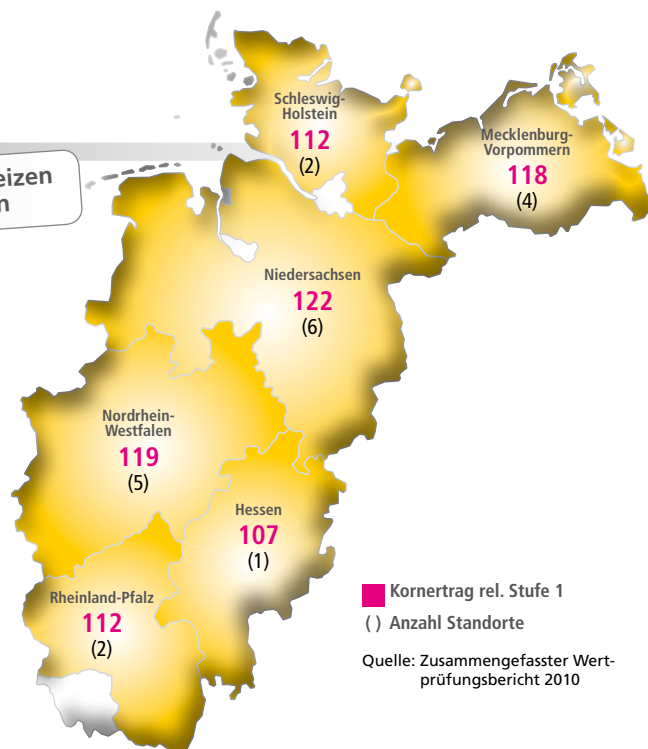 Schleswig-
Holstein
112
(2)
Mecklenburg-
Vorpommern
118
(4)
Niedersachsen
122
(6)
Nordrhein-
Westfalen
119
(5)
Hessen
107
(1)
Rheinland-Pfalz
112
(2)
Kornertrag rel. Stufe 1
( ) Anzahl Standorte
Quelle: Zusammengefasster Wert-
prüfungsbericht 2010